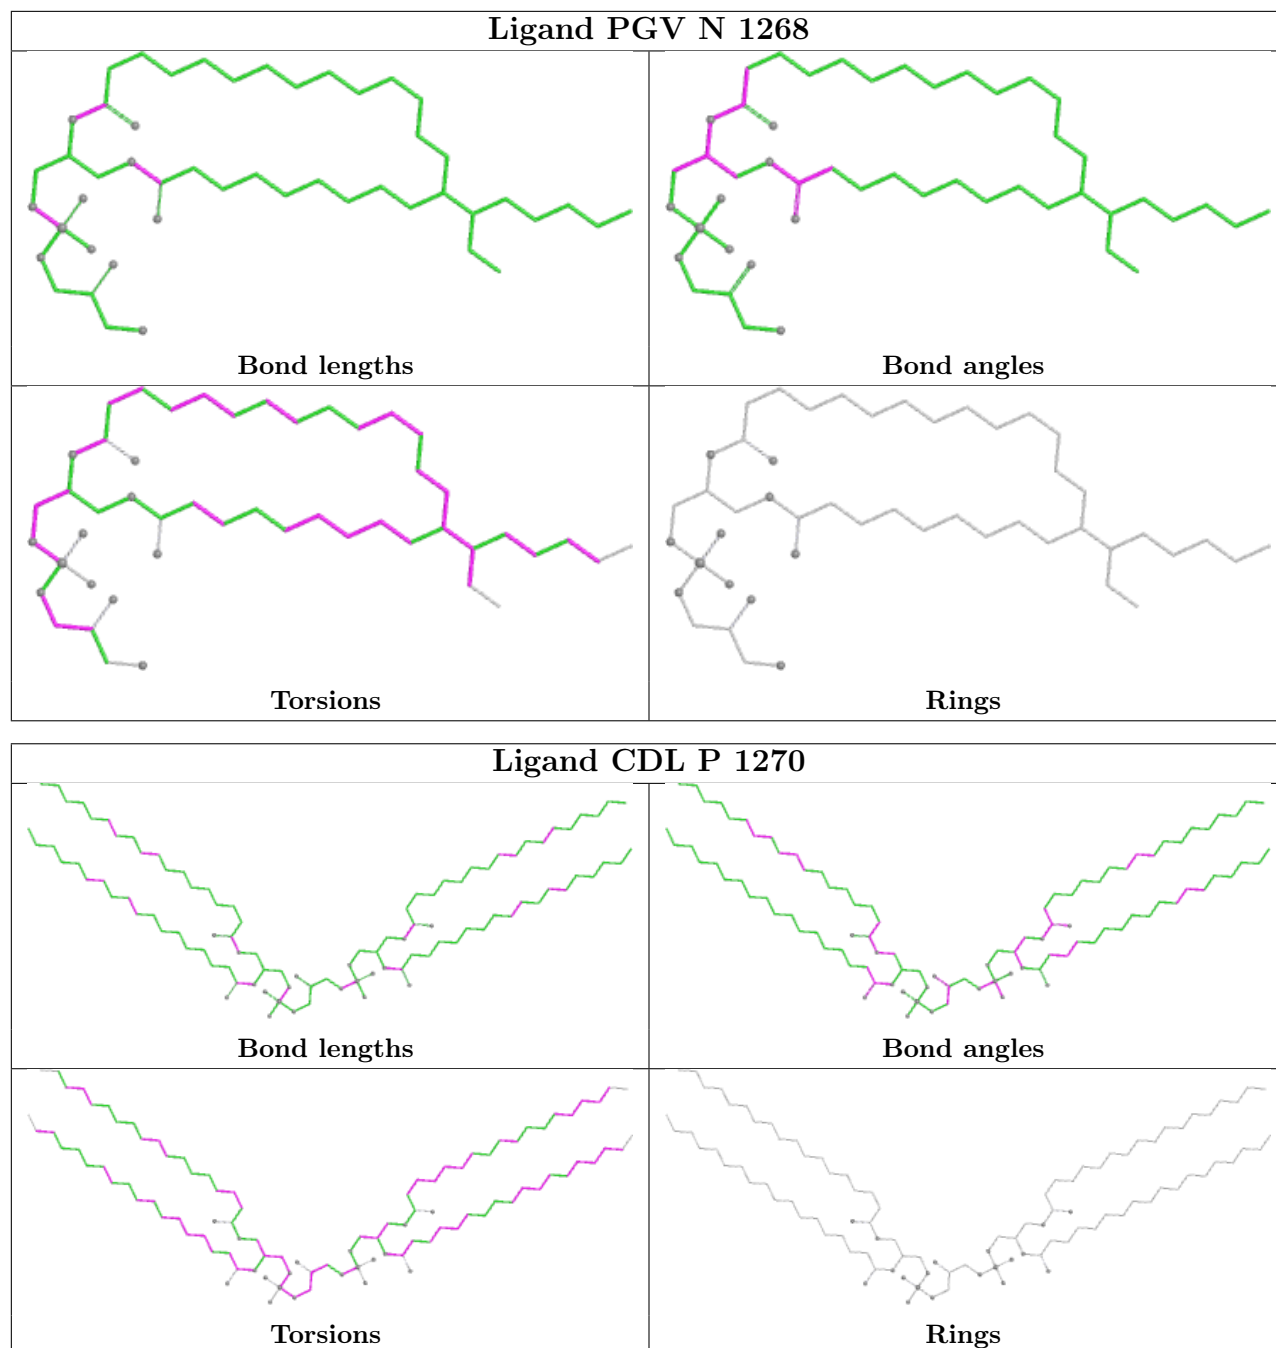 Ligand PGV N 1268
Bond lengths
Bond angles
Torsions
Rings
Ligand CDL P 1270
Bond lengths
Bond angles
Torsions
Rings